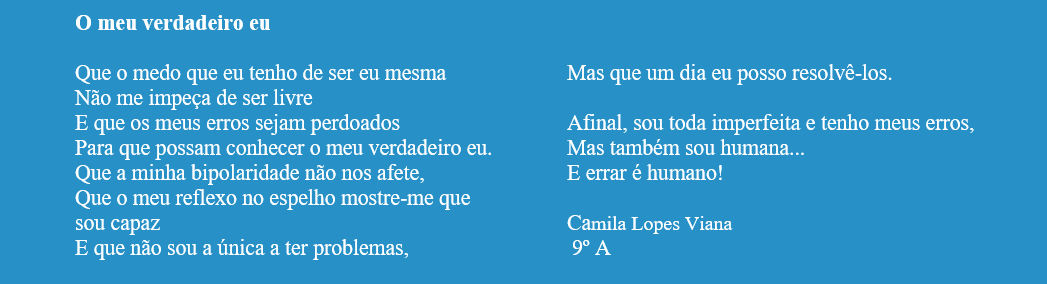 O meu verdadeiro eu
Que o medo que eu tenho de ser eu mesma
Não me impeça de ser livre
E que os meus erros sejam perdoados
Para que possam conhecer o meu verdadeiro eu.
Que a minha bipolaridade não nos afete,
Que o meu reflexo no espelho mostre-me que
sou capaz
E que não sou a única a ter problemas,
Mas que um dia eu posso resolvê-los.
Afinal, sou toda imperfeita e tenho meus erros,
Mas também sou humana...
E errar é humano!
Camila Lopes Viana
9º A